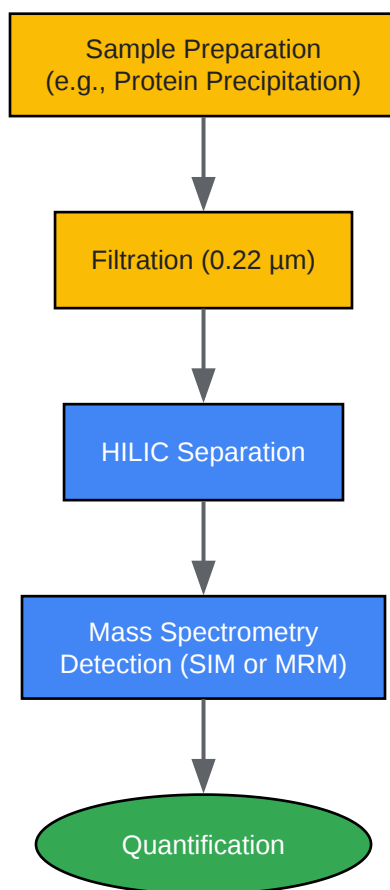 Sample Preparation
(e.g., Protein Precipitation)
Filtration (0.22 µm)
HILIC Separation
Mass Spectrometry
Detection (SIM or MRM)
Quantification